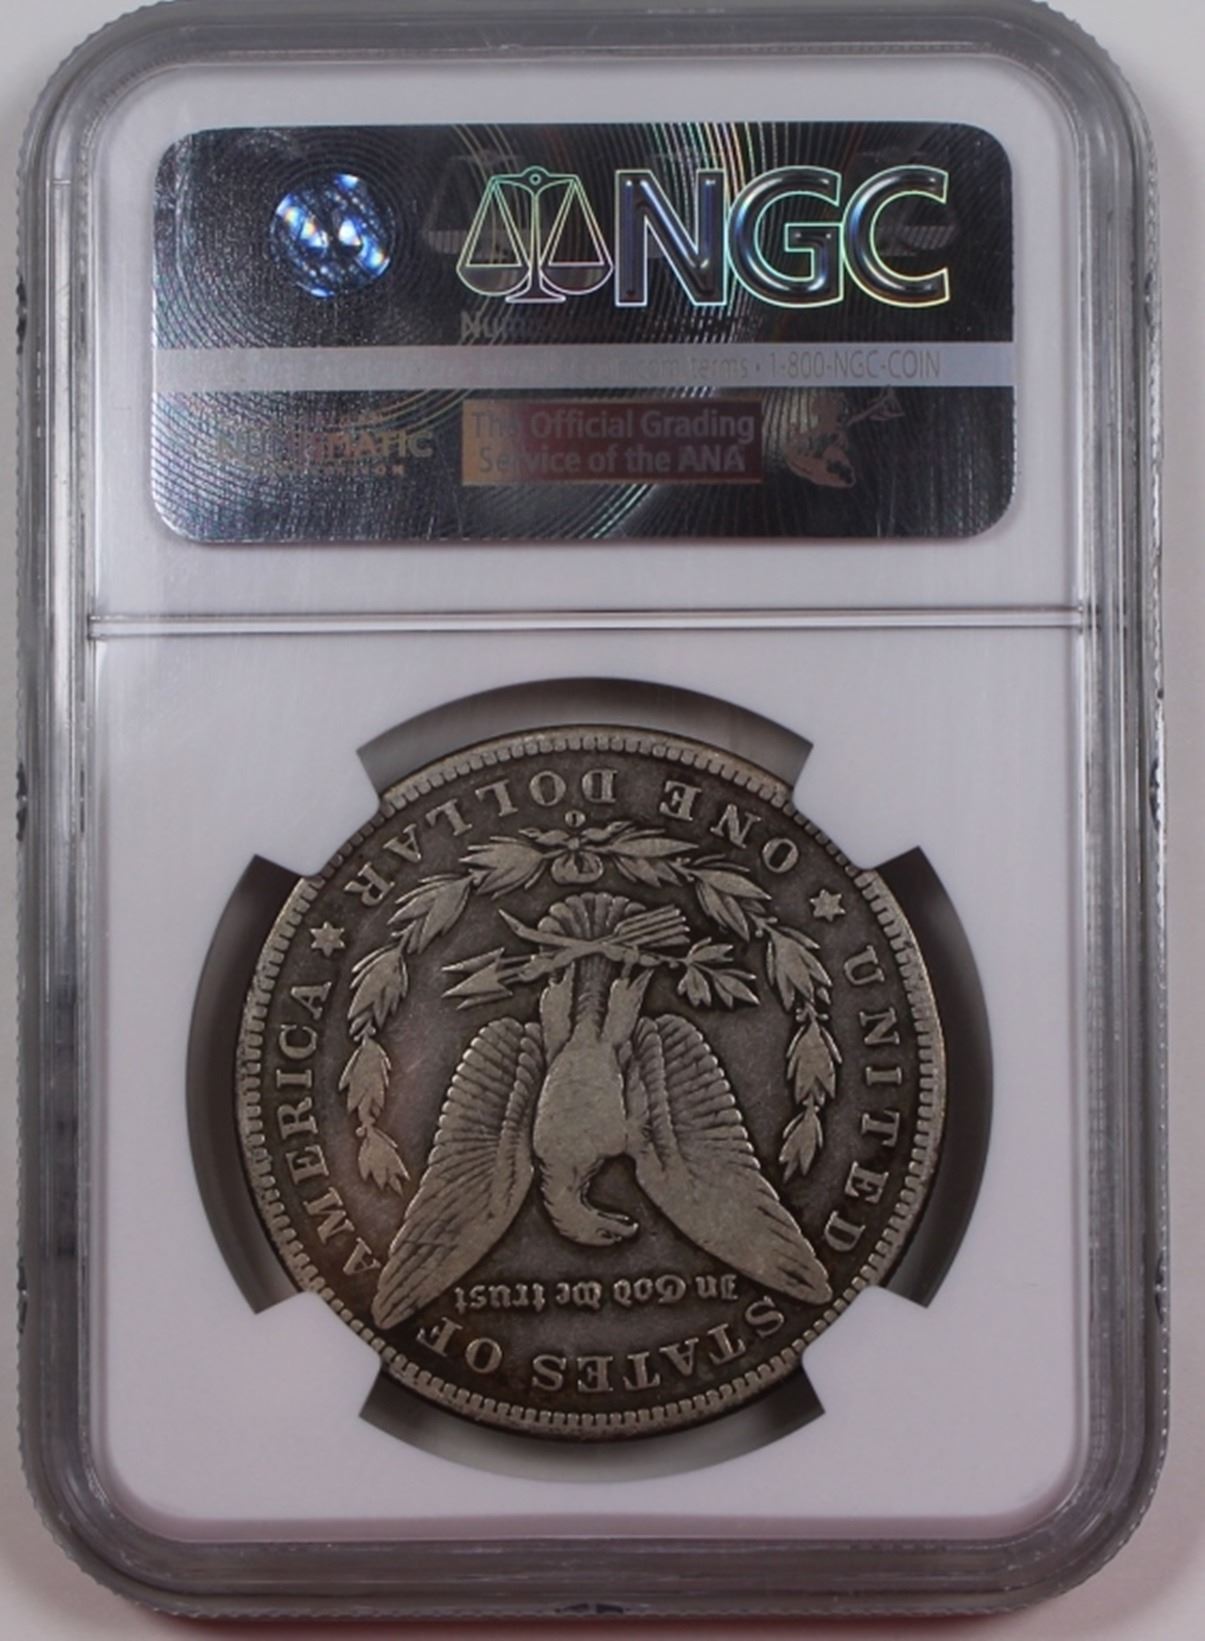 NGC
terms • 1-800-NGC-COIN
NUMISMATIC
The Official Grading
Service of the ANA
ONE DOLLAR
O
UNITED STATES OF AMERICA
In God We trust